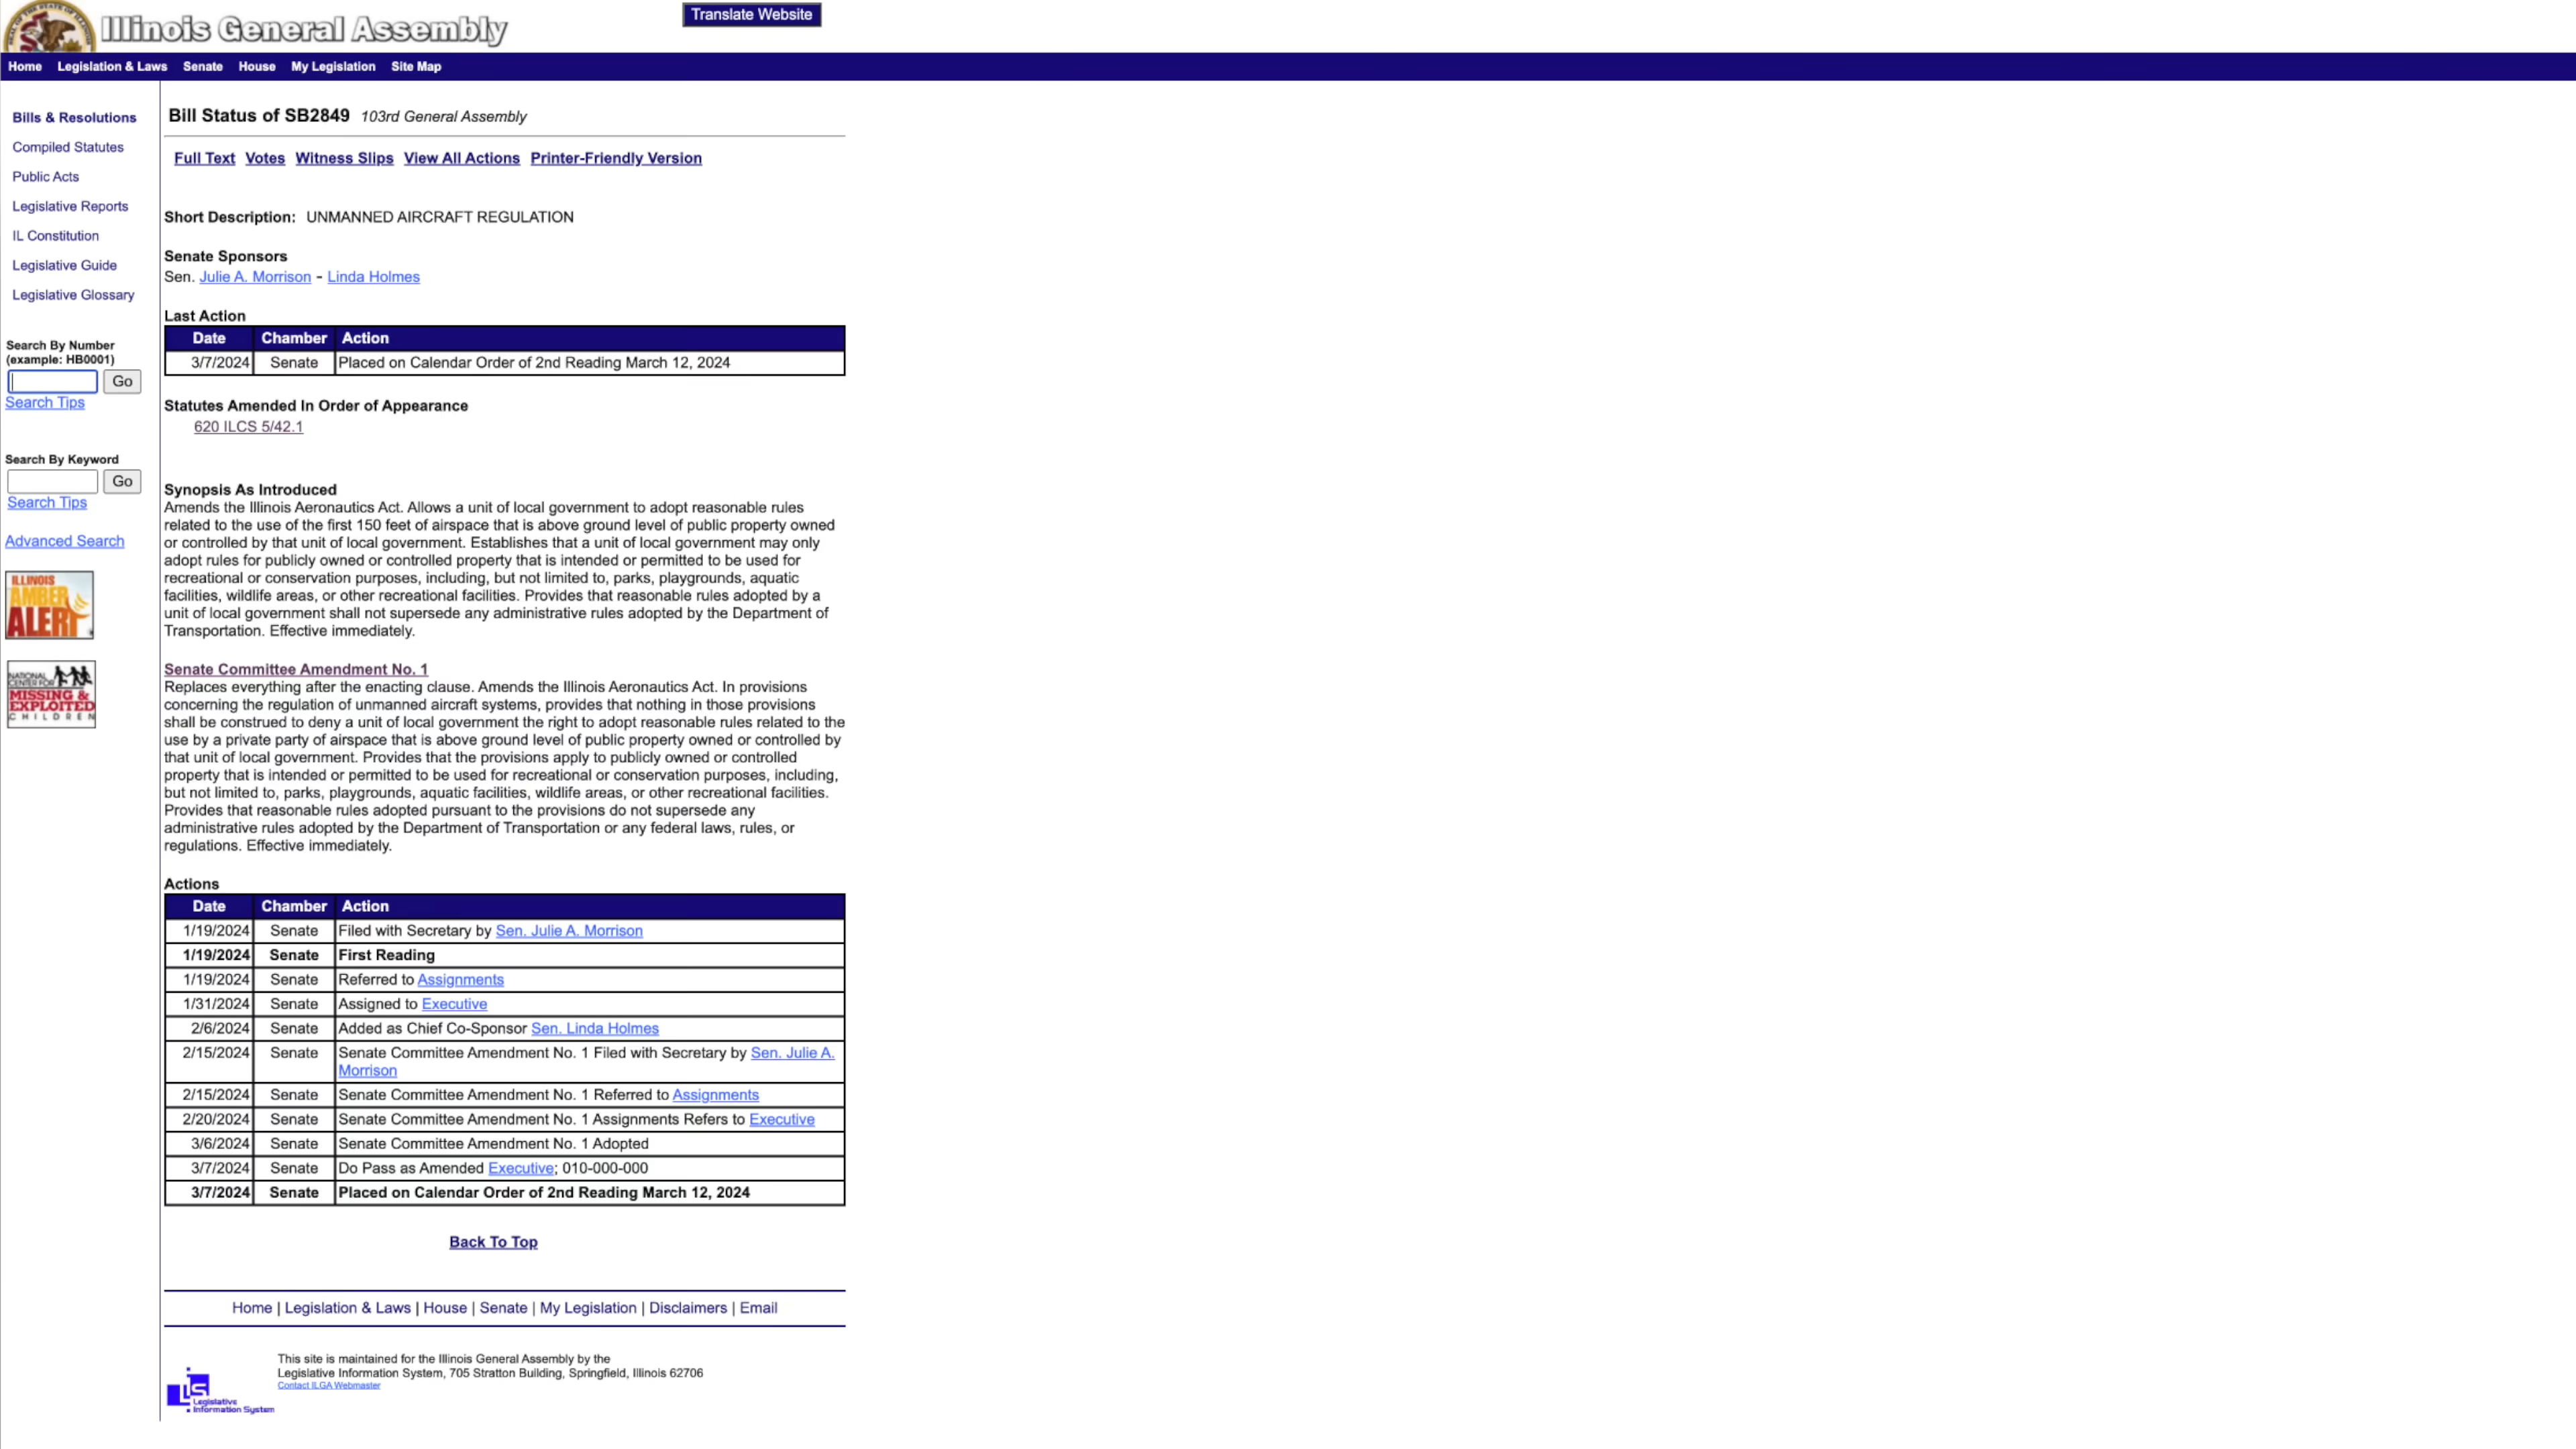 Illinois General Assembly
Translate Website
Home Legislation & Laws Senate House My Legislation Site Map
Bills & Resolutions
Compiled Statutes
Public Acts
Legislative Reports
IL Constitution
Legislative Guide
Legislative Glossary
Search By Number
(example: HB0001)
Go
Search Tips
Search By Keyword
Go
Search Tips
Advanced Search
ILLINOIS
AMBER
ALERT
NATIONAL
CENTER FOR
MISSING &
EXPLOITED
CHILDREN
Bill Status of SB2849 103rd General Assembly
Full Text Votes Witness Slips View All Actions Printer-Friendly Version
Short Description: UNMANNED AIRCRAFT REGULATION
Senate Sponsors
Sen. Julie A. Morrison - Linda Holmes
Last Action
Date Chamber Action
3/7/2024 Senate Placed on Calendar Order of 2nd Reading March 12, 2024
Statutes Amended In Order of Appearance
620 ILCS 5/42.1
Synopsis As Introduced
Amends the Illinois Aeronautics Act. Allows a unit of local government to adopt reasonable rules
related to the use of the first 150 feet of airspace that is above ground level of public property owned
or controlled by that unit of local government. Establishes that a unit of local government may only
adopt rules for publicly owned or controlled property that is intended or permitted to be used for
recreational or conservation purposes, including, but not limited to, parks, playgrounds, aquatic
facilities, wildlife areas, or other recreational facilities. Provides that reasonable rules adopted by a
unit of local government shall not supersede any administrative rules adopted by the Department of
Transportation. Effective immediately.
Senate Committee Amendment No. 1
Replaces everything after the enacting clause. Amends the Illinois Aeronautics Act. In provisions
concerning the regulation of unmanned aircraft systems, provides that nothing in those provisions
shall be construed to deny a unit of local government the right to adopt reasonable rules related to the
use by a private party of airspace that is above ground level of public property owned or controlled by
that unit of local government. Provides that the provisions apply to publicly owned or controlled
property that is intended or permitted to be used for recreational or conservation purposes, including,
but not limited to, parks, playgrounds, aquatic facilities, wildlife areas, or other recreational facilities.
Provides that reasonable rules adopted pursuant to the provisions do not supersede any
administrative rules adopted by the Department of Transportation or any federal laws, rules, or
regulations. Effective immediately.
Actions
Date Chamber Action
1/19/2024 Senate Filed with Secretary by Sen. Julie A. Morrison
1/19/2024 Senate First Reading
1/19/2024 Senate Referred to Assignments
1/31/2024 Senate Assigned to Executive
2/6/2024 Senate Added as Chief Co-Sponsor Sen. Linda Holmes
2/15/2024 Senate Senate Committee Amendment No. 1 Filed with Secretary by Sen. Julie A.
Morrison
2/15/2024 Senate Senate Committee Amendment No. 1 Referred to Assignments
2/20/2024 Senate Senate Committee Amendment No. 1 Assignments Refers to Executive
3/6/2024 Senate Senate Committee Amendment No. 1 Adopted
3/7/2024 Senate Do Pass as Amended Executive; 010-000-000
3/7/2024 Senate Placed on Calendar Order of 2nd Reading March 12, 2024
Back To Top
Home | Legislation & Laws | House | Senate | My Legislation | Disclaimers | Email
This site is maintained for the Illinois General Assembly by the
Legislative Information System, 705 Stratton Building, Springfield, Illinois 62706
Contact ILGA Webmaster
LIS
Legislative
Information System